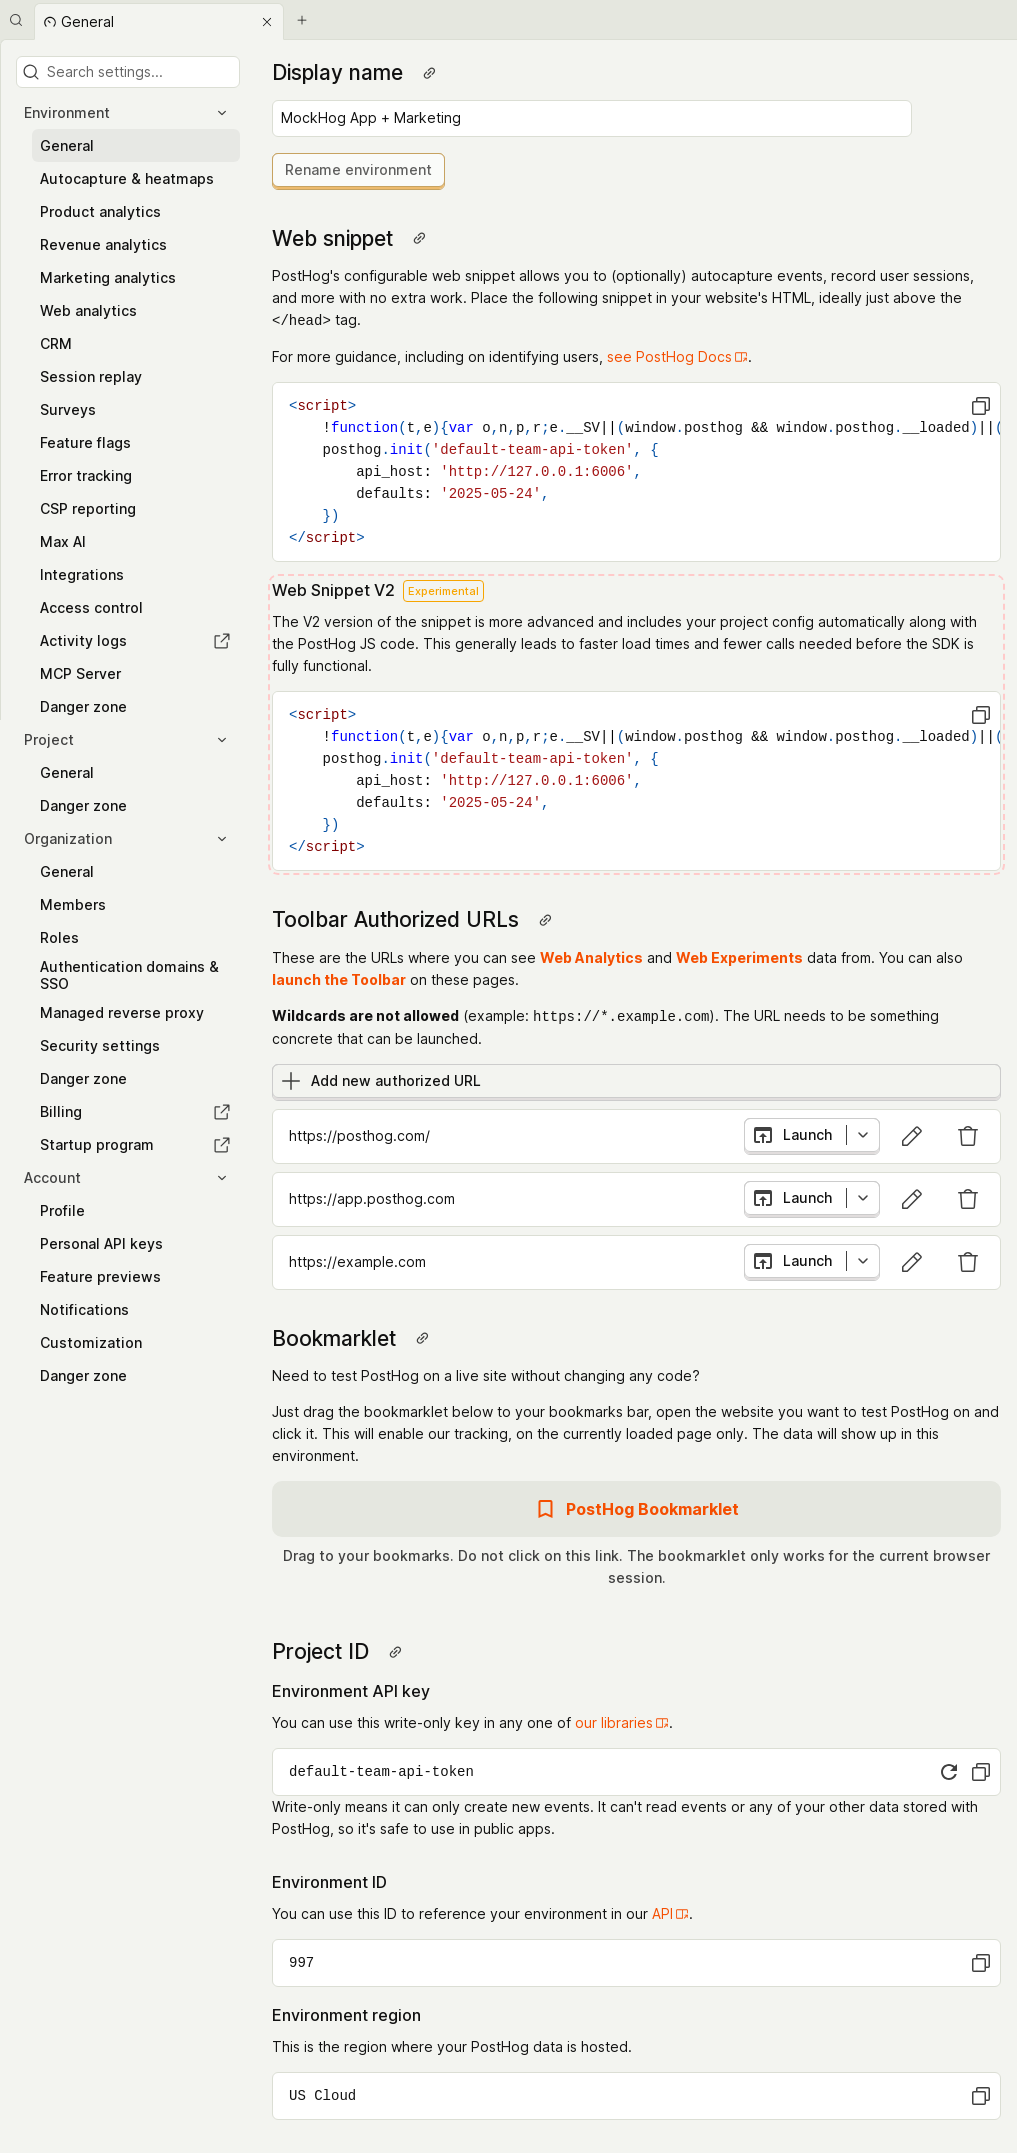 General
Search settings...
Environment
General
Autocapture & heatmaps
Product analytics
Revenue analytics
Marketing analytics
Web analytics
CRM
Session replay
Surveys
Feature flags
Error tracking
CSP reporting
Max AI
Integrations
Access control
Activity logs
MCP Server
Danger zone
Project
General
Danger zone
Organization
General
Members
Roles
Authentication domains &
SSO
Managed reverse proxy
Security settings
Danger zone
Billing
Startup program
Account
Profile
Personal API keys
Feature previews
Notifications
Customization
Danger zone
Display name
MockHog App + Marketing
Rename environment
Web snippet
PostHog's configurable web snippet allows you to (optionally) autocapture events, record user sessions,
and more with no extra work. Place the following snippet in your website's HTML, ideally just above the
</head> tag.
For more guidance, including on identifying users, see PostHog Docs.
<script>
    !function(t,e){var o,n,p,r;e.__SV||(window.posthog && window.posthog.__loaded)||(
    posthog.init('default-team-api-token', {
        api_host: 'http://127.0.0.1:6006',
        defaults: '2025-05-24',
    })
</script>
Web Snippet V2 Experimental
The V2 version of the snippet is more advanced and includes your project config automatically along with
the PostHog JS code. This generally leads to faster load times and fewer calls needed before the SDK is
fully functional.
<script>
    !function(t,e){var o,n,p,r;e.__SV||(window.posthog && window.posthog.__loaded)||(
    posthog.init('default-team-api-token', {
        api_host: 'http://127.0.0.1:6006',
        defaults: '2025-05-24',
    })
</script>
Toolbar Authorized URLs
These are the URLs where you can see Web Analytics and Web Experiments data from. You can also
launch the Toolbar on these pages.
Wildcards are not allowed (example: https://*.example.com). The URL needs to be something
concrete that can be launched.
Add new authorized URL
https://posthog.com/ Launch
https://app.posthog.com Launch
https://example.com Launch
Bookmarklet
Need to test PostHog on a live site without changing any code?
Just drag the bookmarklet below to your bookmarks bar, open the website you want to test PostHog on and
click it. This will enable our tracking, on the currently loaded page only. The data will show up in this
environment.
PostHog Bookmarklet
Drag to your bookmarks. Do not click on this link. The bookmarklet only works for the current browser
session.
Project ID
Environment API key
You can use this write-only key in any one of our libraries.
default-team-api-token
Write-only means it can only create new events. It can't read events or any of your other data stored with
PostHog, so it's safe to use in public apps.
Environment ID
You can use this ID to reference your environment in our API.
997
Environment region
This is the region where your PostHog data is hosted.
US Cloud